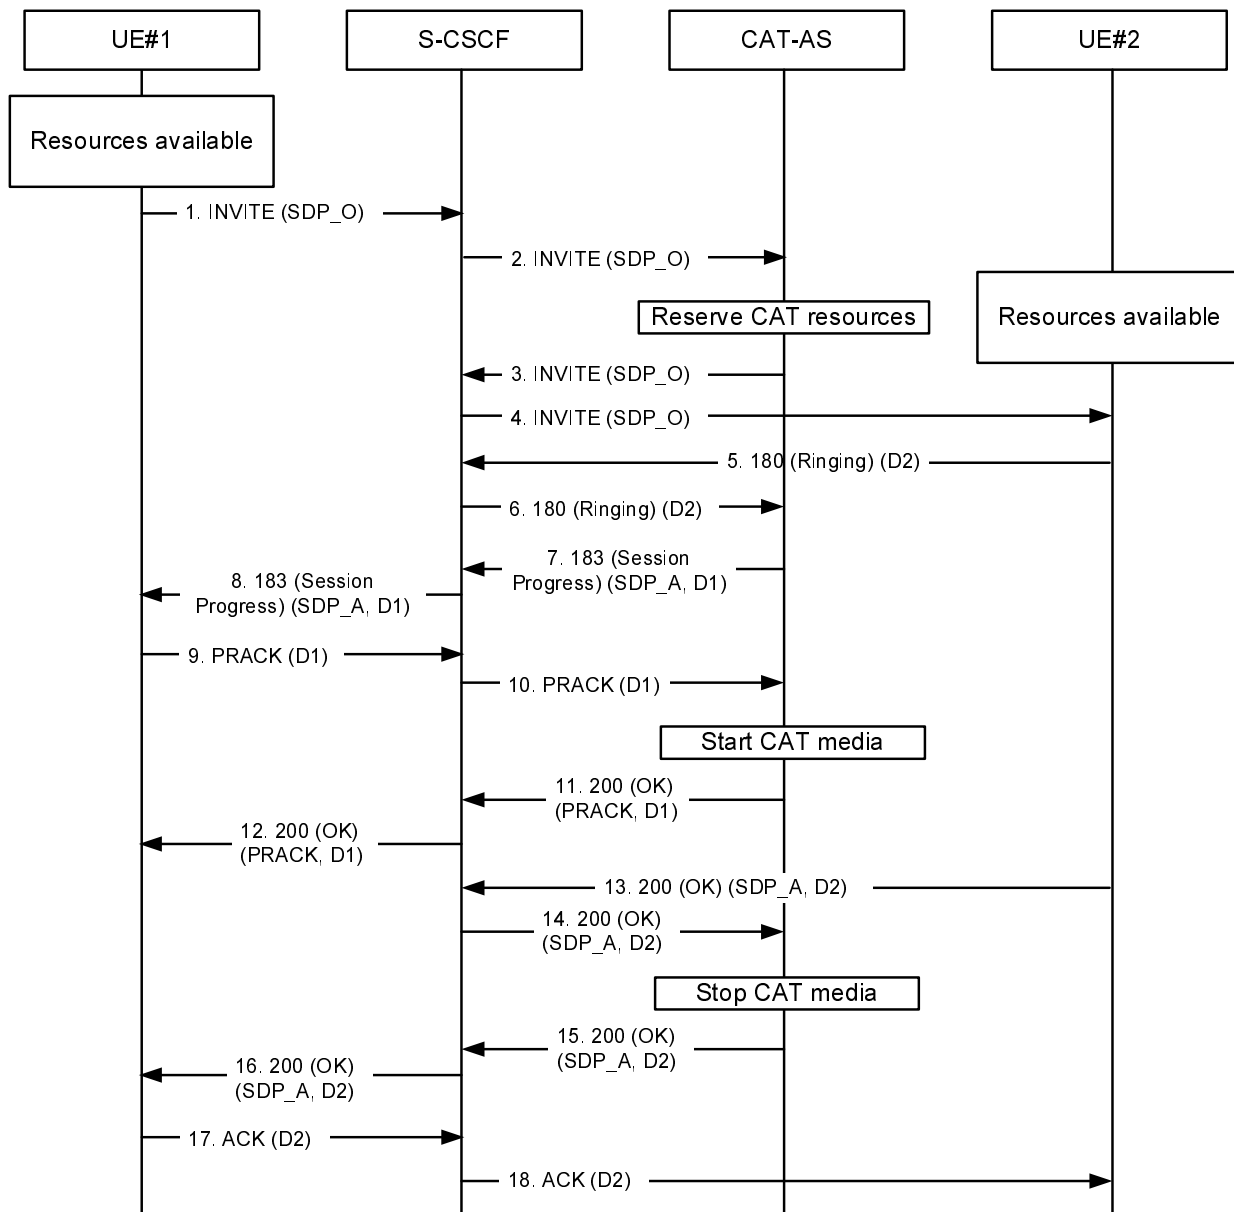 UE#1
S-CSCF
CAT-AS
UE#2
Resources available
1. INVITE (SDP_O)
2. INVITE (SDP_O)
Reserve CAT resources
Resources available
3. INVITE (SDP_O)
4. INVITE (SDP_O)
5. 180 (Ringing) (D2)
6. 180 (Ringing) (D2)
7. 183 (Session
Progress) (SDP_A, D1)
8. 183 (Session
Progress) (SDP_A, D1)
9. PRACK (D1)
10. PRACK (D1)
Start CAT media
11. 200 (OK)
(PRACK, D1)
12. 200 (OK)
(PRACK, D1)
13. 200 (OK) (SDP_A, D2)
14. 200 (OK)
(SDP_A, D2)
Stop CAT media
15. 200 (OK)
(SDP_A, D2)
16. 200 (OK)
(SDP_A, D2)
17. ACK (D2)
18. ACK (D2)